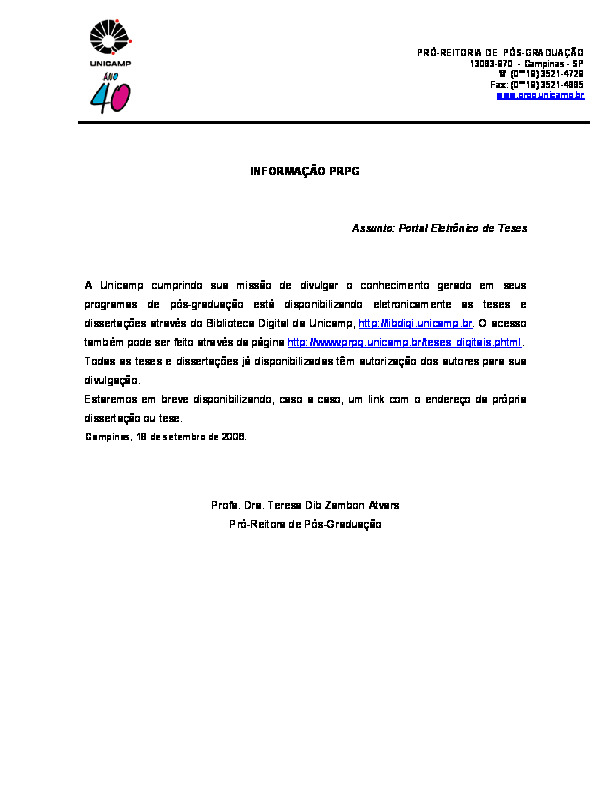 UNICAMP
ANO
40
PRÓ-REITORIA DE PÓS-GRADUAÇÃO
13083-970 - Campinas - SP
(0**19) 3521-4729
Fax: (0**19) 3521-4885
www.prpg.unicamp.br
INFORMAÇÃO PRPG
Assunto: Portal Eletrônico de Teses
A Unicamp cumprindo sua missão de divulgar o conhecimento gerado em seus
programas de pós-graduação está disponibilizando eletronicamente as teses e
dissertações através do Biblioteca Digital da Unicamp, http://libdigi.unicamp.br. O acesso
também pode ser feito através da página http://www.prpg.unicamp.br/teses_digitais.phtml.
Todas as teses e dissertações já disponibilizadas têm autorização dos autores para sua
divulgação.
Estaremos em breve disponibilizando, caso a caso, um link com o endereço da própria
dissertação ou tese.
Campinas, 18 de setembro de 2006.
Profa. Dra. Teresa Dib Zambon Atvars
Pró-Reitora de Pós-Graduação